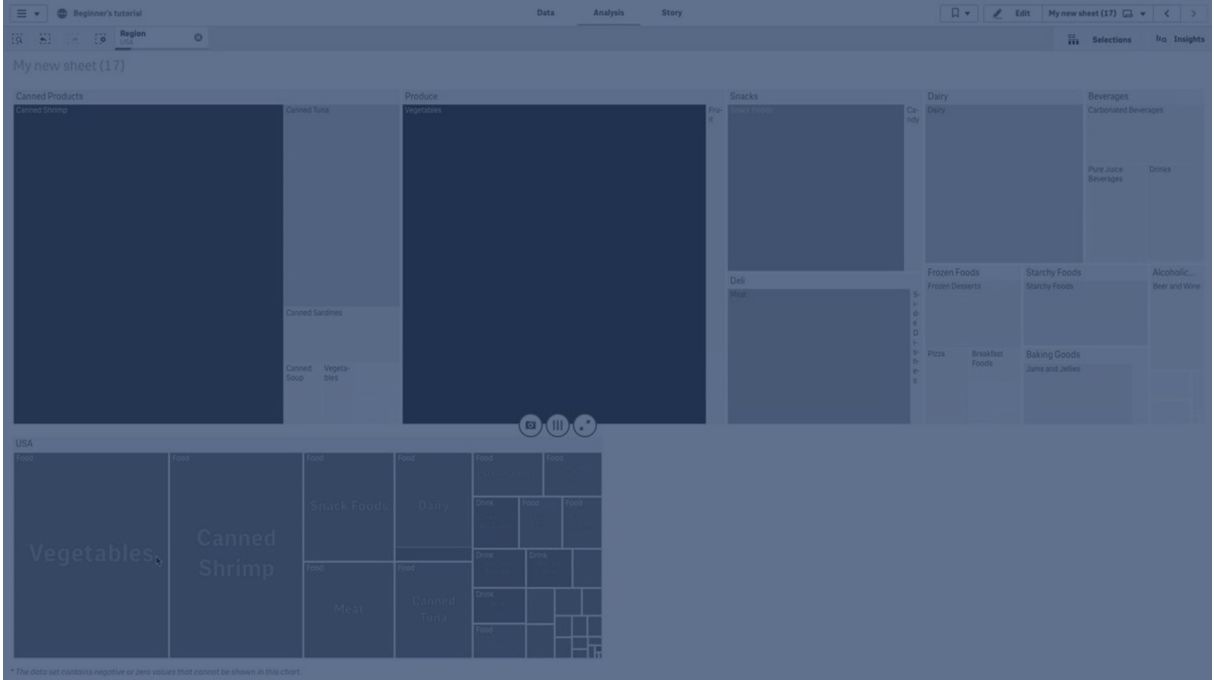 Beginner's tutorial
Data
Analysis
Story
Edit
My new sheet (17)
Region
USA
Selections
Insights
My new sheet (17)
Canned Products
Produce
Snacks
Dairy
Beverages
Canned Shrimp
Canned Tuna
Vegetables
Fru-
it
Snack Foods
Ca-
ndy
Dairy
Carbonated Beverages
Pure Juice
Beverages
Drinks
Frozen Foods
Starchy Foods
Alcoholic...
Deli
Frozen Desserts
Starchy Foods
Beer and Wine
Meat
S-
i-
d-
e
D
i-
s-
h-
e-
s
Canned Sardines
Pizza
Breakfast
Foods
Baking Goods
Canned
Soup
Vegeta-
bles
Jams and Jellies
USA
Food
Food
Food
Food
Food
Food
Vegetables
Canned
Shrimp
Snack Foods
Dairy
Drink
Food
Food
Drink
Drink
Food
Food
Meat
Canned
Tuna
Drink
Food
* The data set contains negative or zero values that cannot be shown in this chart.